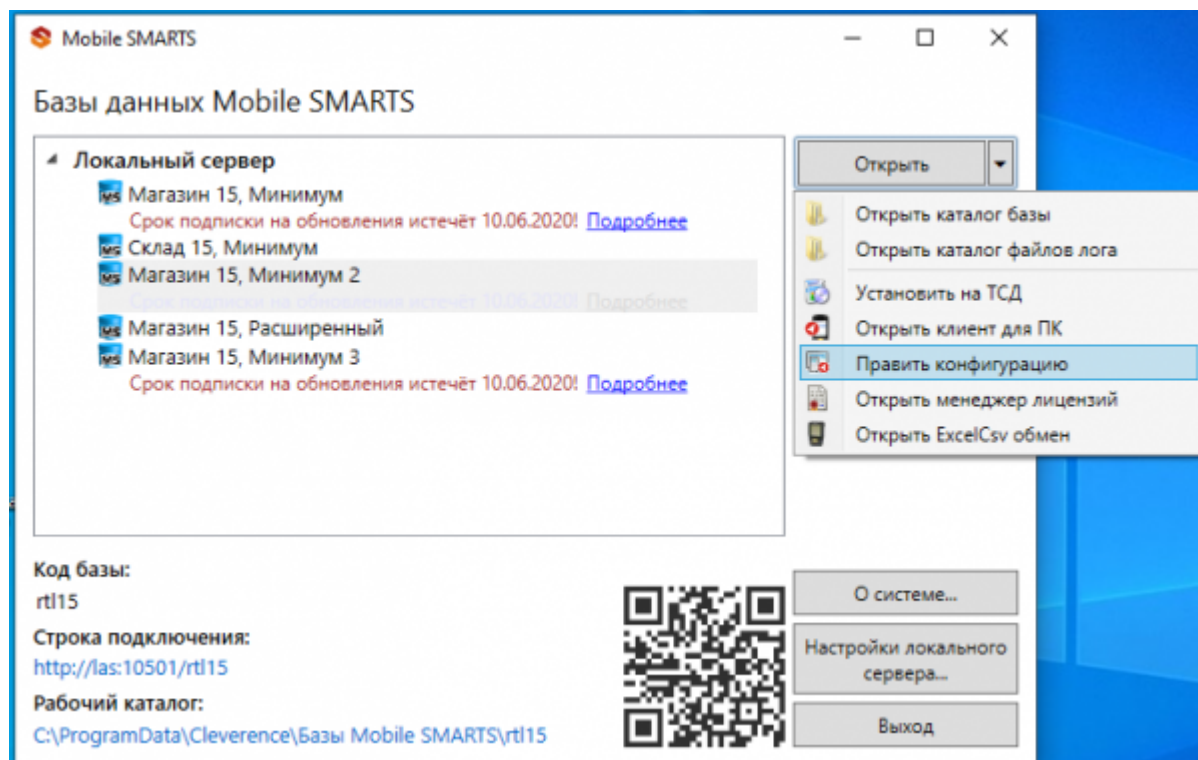 Mobile SMARTS
Базы данных Mobile SMARTS
Локальный сервер
Магазин 15, Минимум
Срок подписки на обновления истечёт 10.06.2020! Подробнее
Склад 15, Минимум
Магазин 15, Минимум 2
Срок подписки на обновления истечёт 10.06.2020! Подробнее
Магазин 15, Расширенный
Магазин 15, Минимум 3
Срок подписки на обновления истечёт 10.06.2020! Подробнее
Открыть
Открыть каталог базы
Открыть каталог файлов лога
Установить на ТСД
Открыть клиент для ПК
Править конфигурацию
Открыть менеджер лицензий
Открыть ExcelCsv обмен
Код базы:
rtl15
Строка подключения:
http://las:10501/rtl15
Рабочий каталог:
C:\ProgramData\Cleverence\Базы Mobile SMARTS\rtl15
О системе...
Настройки локального
сервера...
Выход